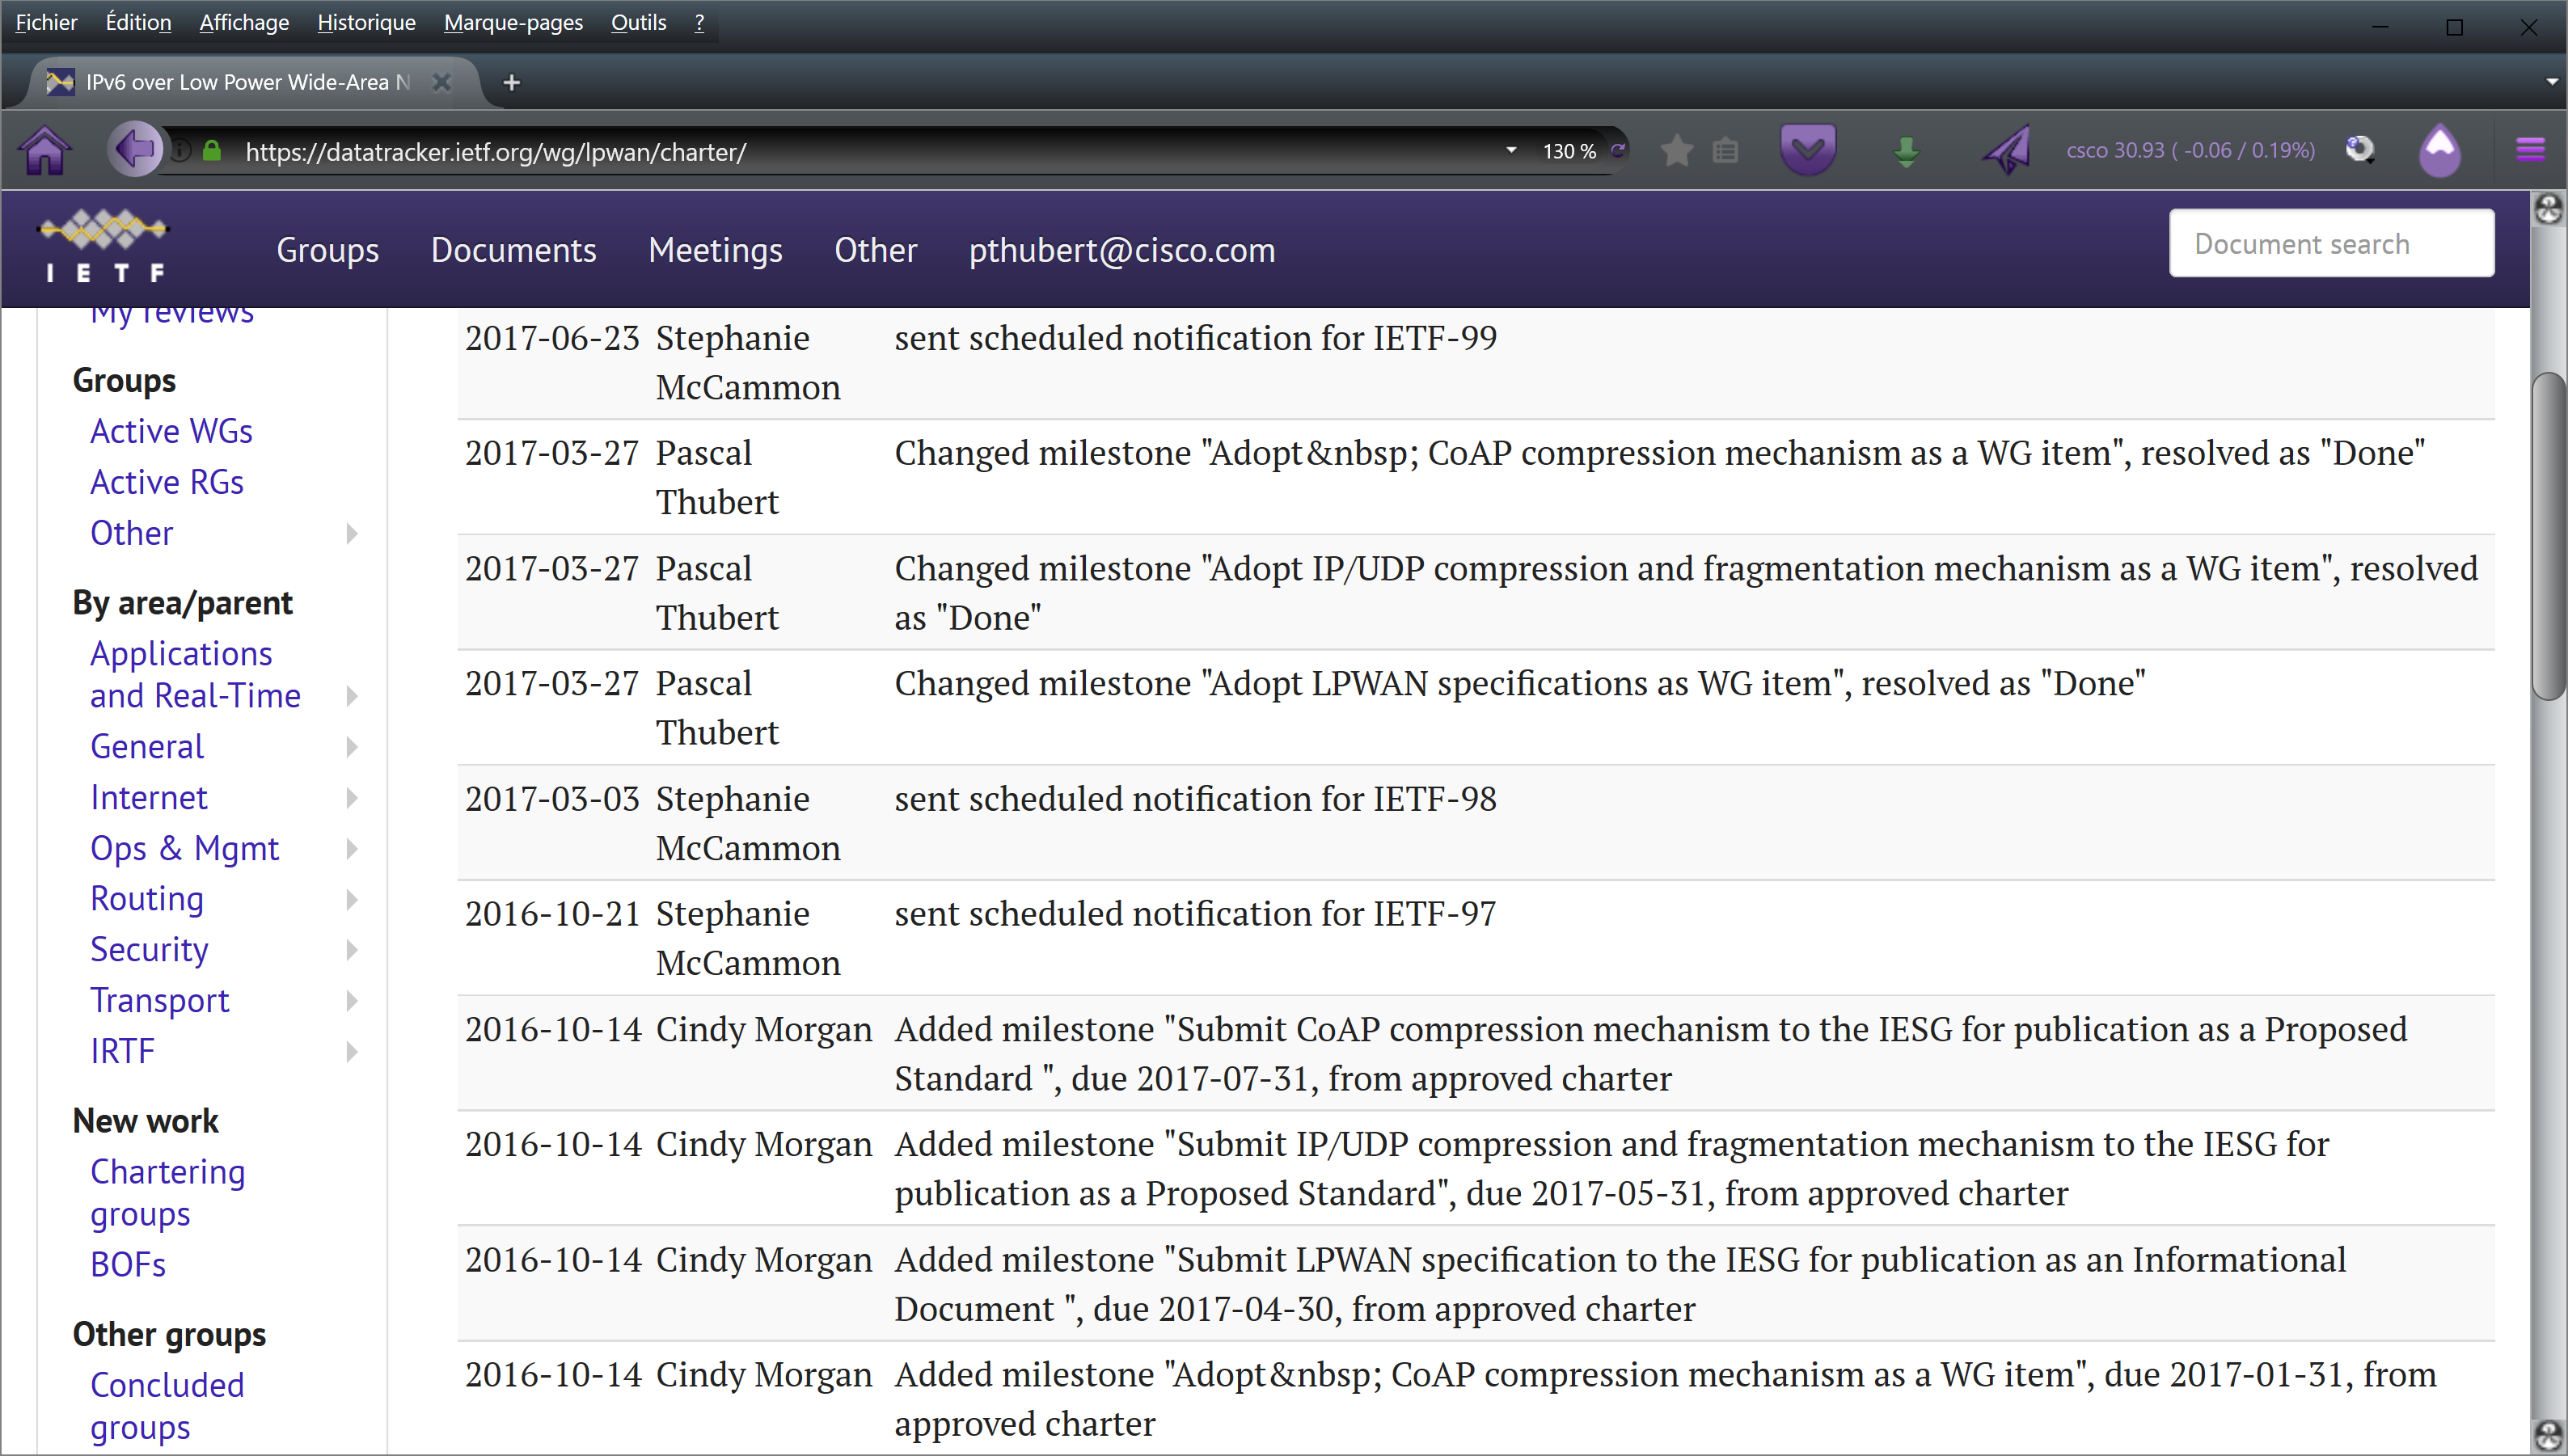 Fichier Édition Affichage Historique Marque-pages Outils ?
IPv6 over Low Power Wide-Area N
https://datatracker.ietf.org/wg/lpwan/charter/ 130 % csco 30.93 ( -0.06 / 0.19%)
IETF Groups Documents Meetings Other pthubert@cisco.com Document search
My reviews
Groups
Active WGs
Active RGs
Other
By area/parent
Applications
and Real-Time
General
Internet
Ops & Mgmt
Routing
Security
Transport
IRTF
New work
Chartering
groups
BOFs
Other groups
Concluded
groups
2017-06-23 Stephanie sent scheduled notification for IETF-99
McCammon
2017-03-27 Pascal Changed milestone "Adopt&nbsp; CoAP compression mechanism as a WG item", resolved as "Done"
Thubert
2017-03-27 Pascal Changed milestone "Adopt IP/UDP compression and fragmentation mechanism as a WG item", resolved
Thubert as "Done"
2017-03-27 Pascal Changed milestone "Adopt LPWAN specifications as WG item", resolved as "Done"
Thubert
2017-03-03 Stephanie sent scheduled notification for IETF-98
McCammon
2016-10-21 Stephanie sent scheduled notification for IETF-97
McCammon
2016-10-14 Cindy Morgan Added milestone "Submit CoAP compression mechanism to the IESG for publication as a Proposed
Standard ", due 2017-07-31, from approved charter
2016-10-14 Cindy Morgan Added milestone "Submit IP/UDP compression and fragmentation mechanism to the IESG for
publication as a Proposed Standard", due 2017-05-31, from approved charter
2016-10-14 Cindy Morgan Added milestone "Submit LPWAN specification to the IESG for publication as an Informational
Document ", due 2017-04-30, from approved charter
2016-10-14 Cindy Morgan Added milestone "Adopt&nbsp; CoAP compression mechanism as a WG item", due 2017-01-31, from
approved charter